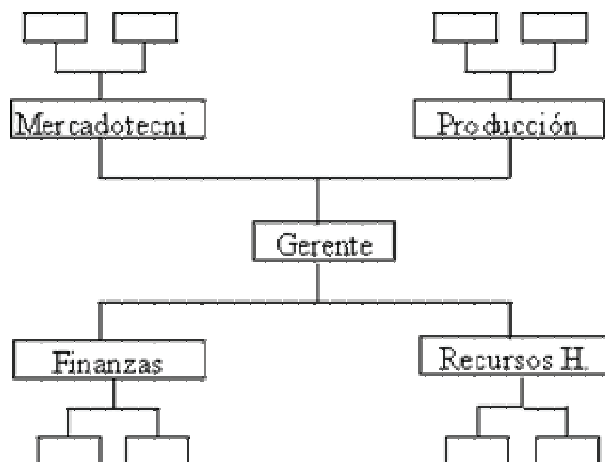 Mercadotecni
Producción
Gerente
Finanzas
Recursos H.